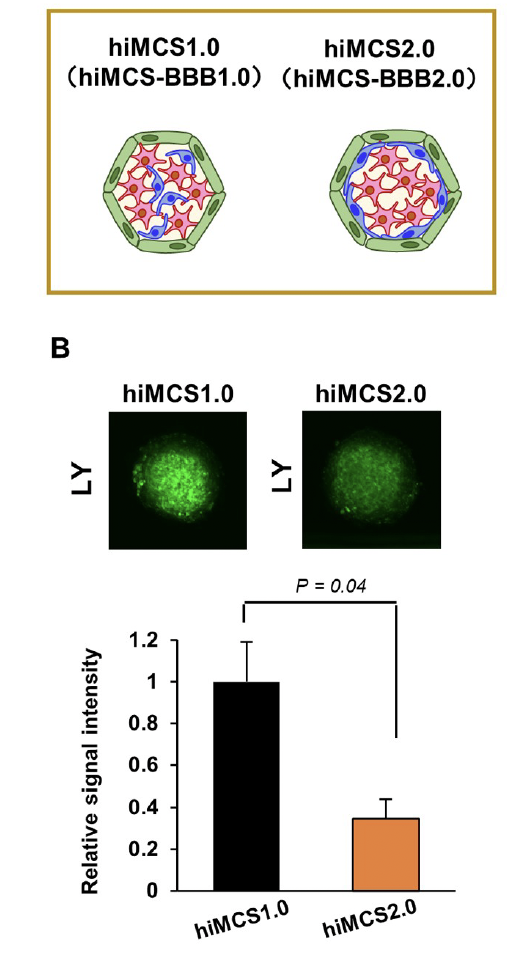 hiMCS1.0 hiMCS2.0
（hiMCS-BBB1.0） （hiMCS-BBB2.0）
B
hiMCS1.0 hiMCS2.0
LY LY
P = 0.04
Relative signal intensity
1.2
1
0.8
0.6
0.4
0.2
0
hiMCS1.0 hiMCS2.0